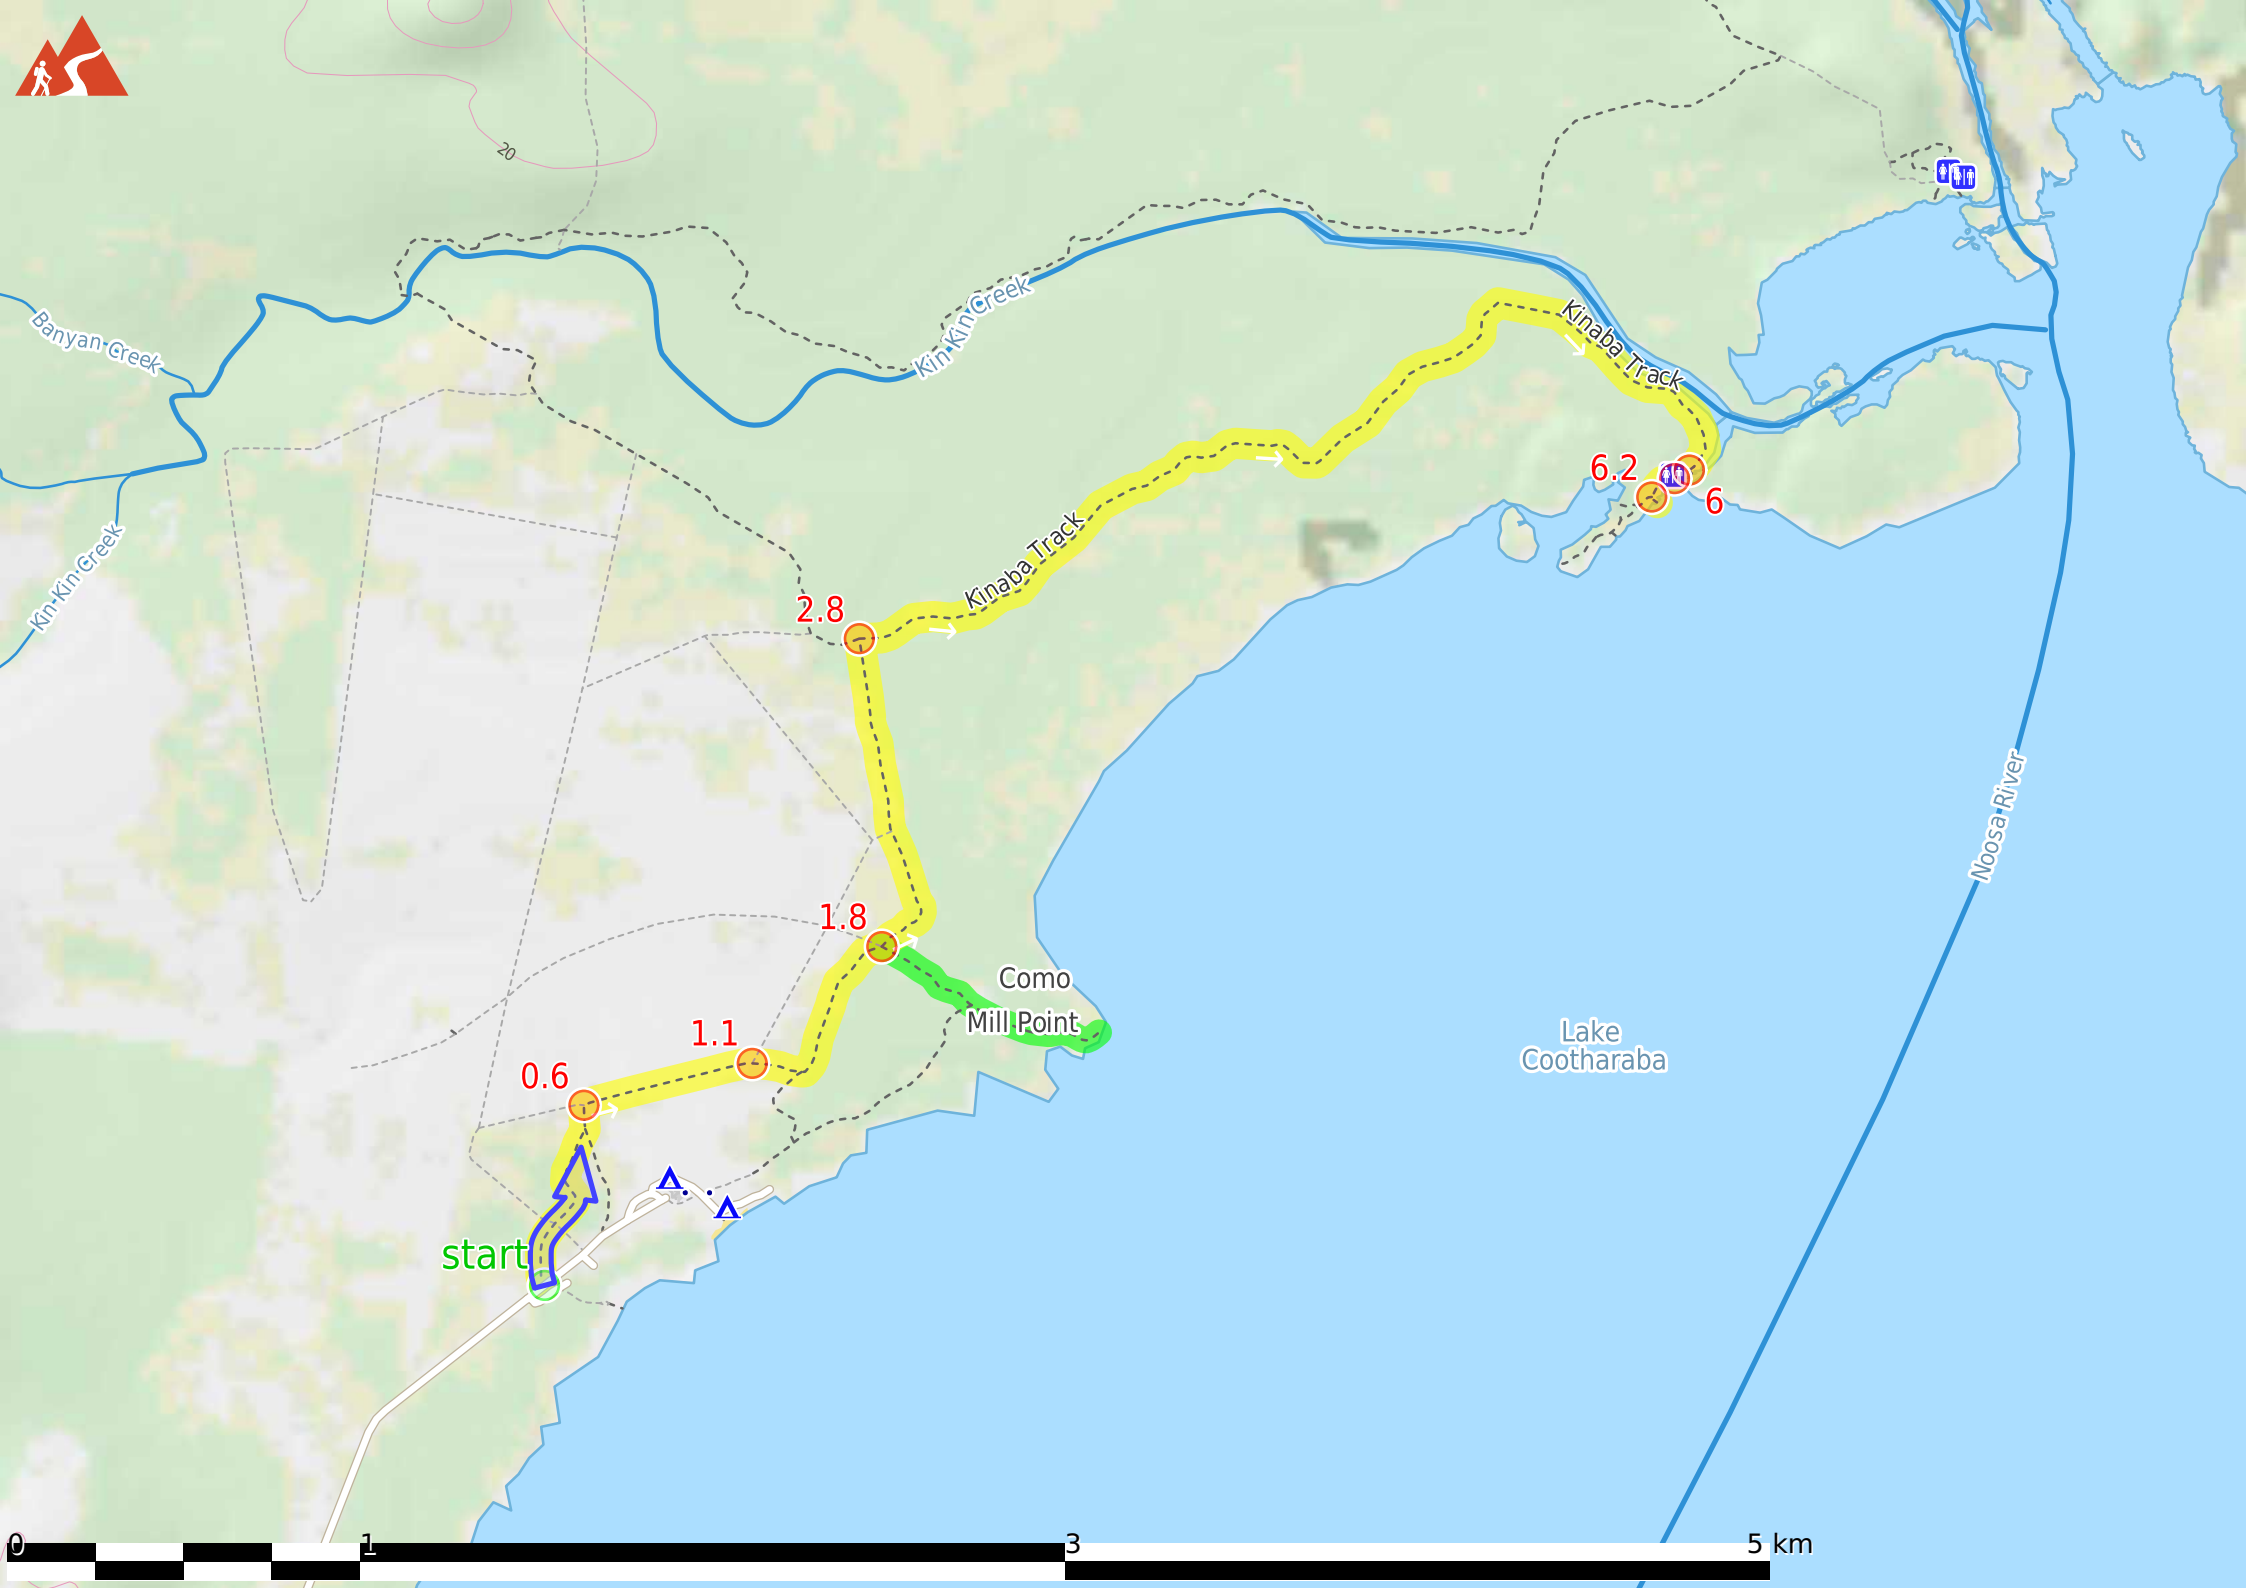 20
Banyan Creek
Kin Kin Creek
Kin Kin Creek
Kinaba Track
6.2
6
Kinaba Track
2.8
Noosa River
1.8
Como
Mill Point
1.1
Lake
Cootharaba
0.6
start
0
1
3
5 km